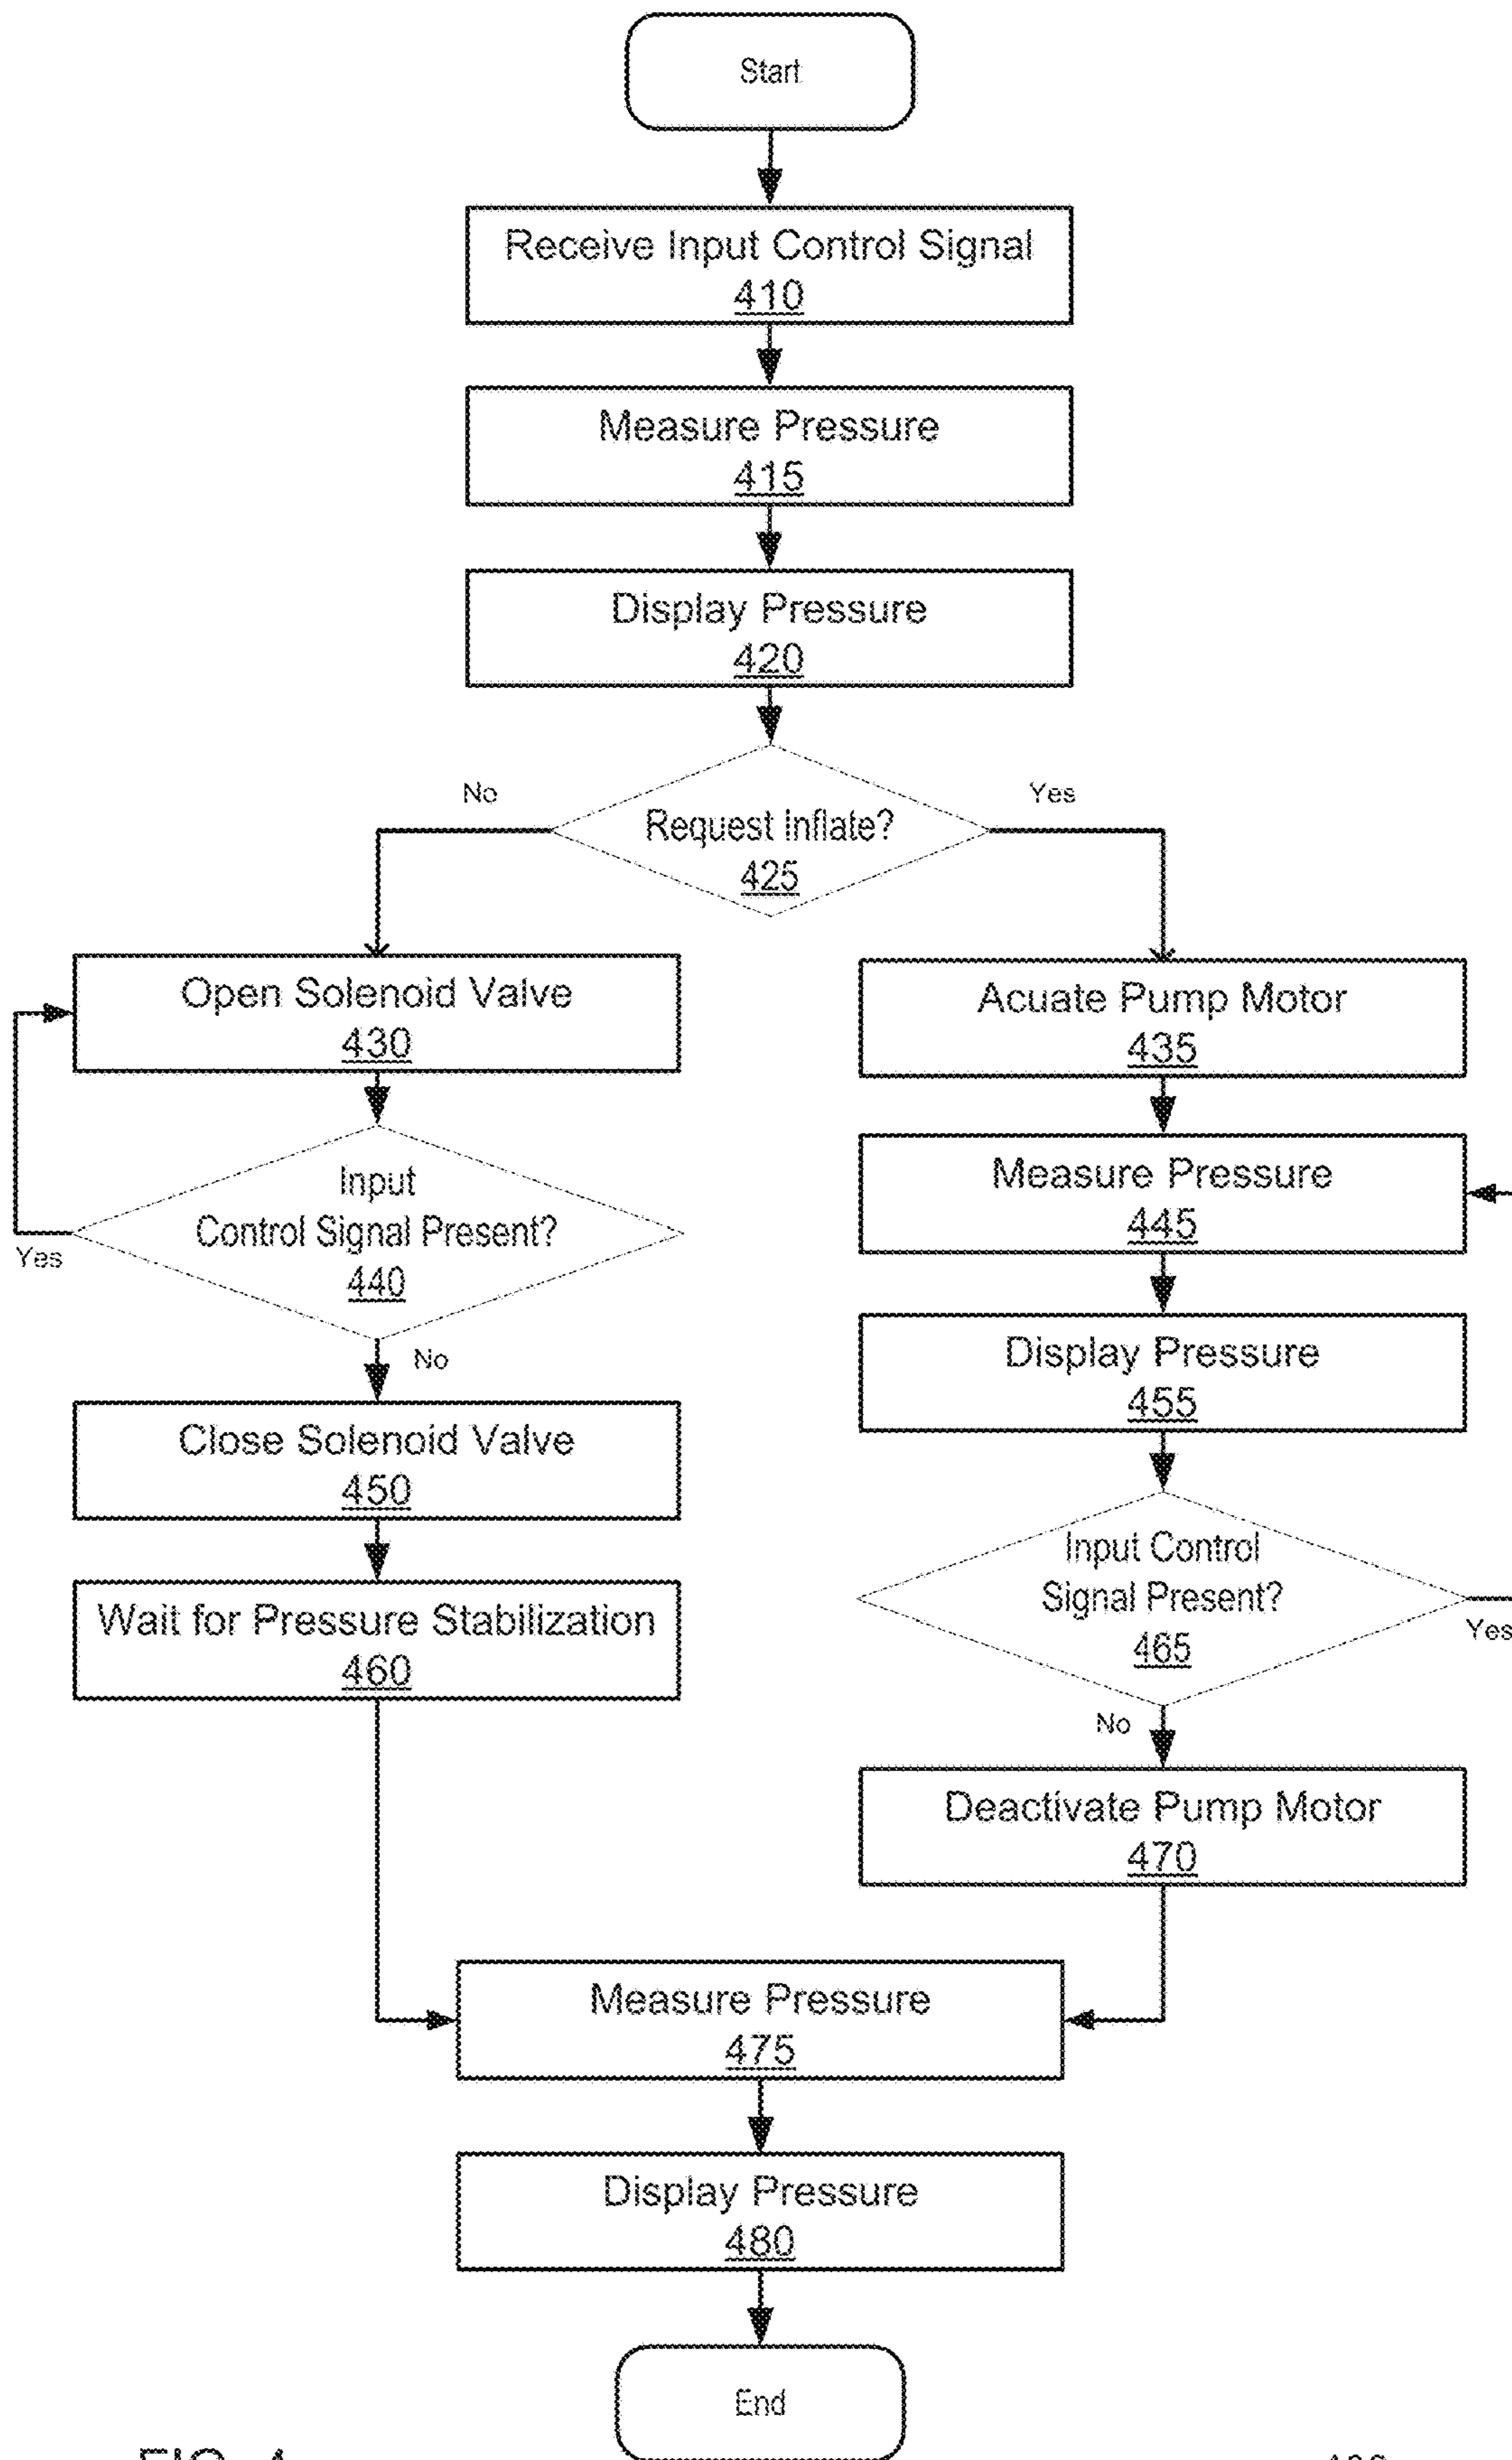 Start
Receive Input Control Signal
410
Measure Pressure
415
Display Pressure
420
No
Yes
Request Inflate?
425
Open Solenoid Valve
430
Acuate Pump Motor
435
Input
Control Signal Present?
440
Yes
No
Measure Pressure
445
Display Pressure
455
Close Solenoid Valve
450
Wait for Pressure Stabilization
460
Input Control
Signal Present?
465
Yes
No
Deactivate Pump Motor
470
Measure Pressure
475
Display Pressure
480
End